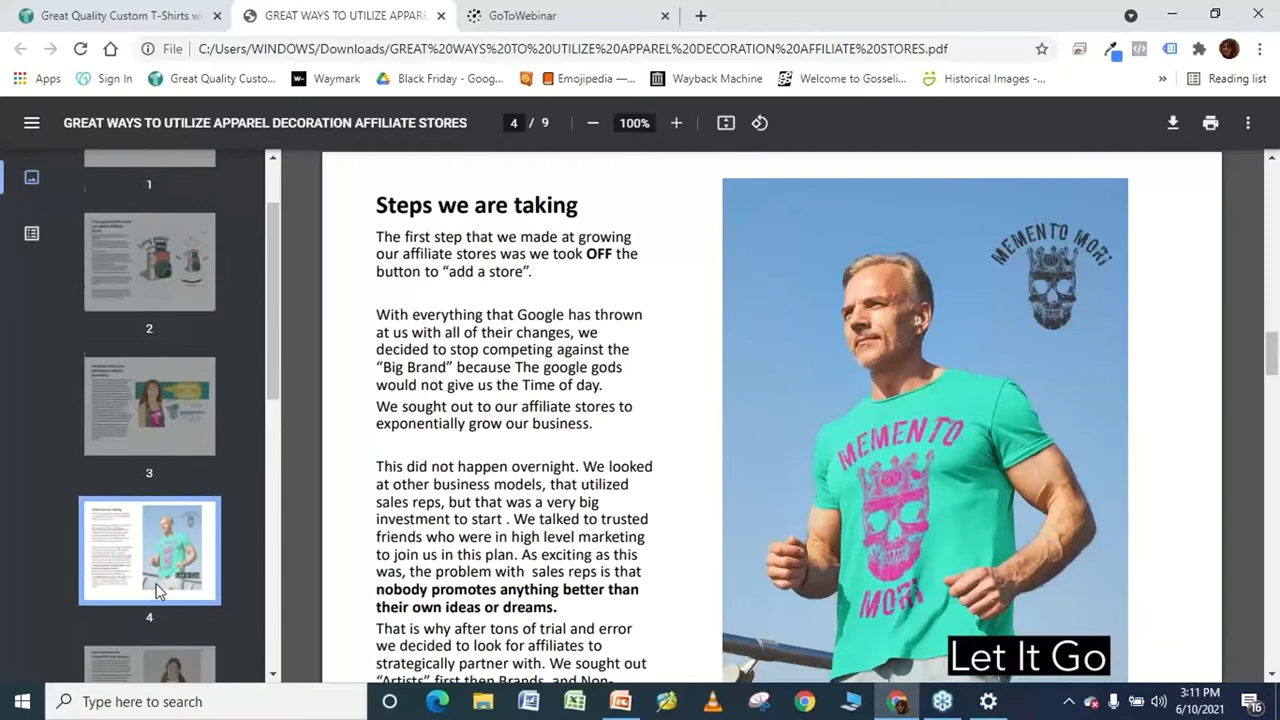 Great Quality Custom T-Shirts w
GREAT WAYS TO UTILIZE APPARE
GoToWebinar
File
C:/Users/WINDOWS/Downloads/GREAT%20WAYS%20TO%20UTILIZE%20APPAREL%20DECORATION%20AFFILIATE%20STORES.pdf
Apps
Sign In
Great Quality Custo...
Waymark
Black Friday - Goog...
Emojipedia —...
Wayback Machine
Welcome to Gosseli...
Historical Images -...
»
Reading list
GREAT WAYS TO UTILIZE APPAREL DECORATION AFFILIATE STORES
4 / 9
100%
1
2
3
4
Steps we are taking
The first step that we made at growing
our affiliate stores was we took OFF the
button to “add a store”.
With everything that Google has thrown
at us with all of their changes, we
decided to stop competing against the
“Big Brand” because The google gods
would not give us the Time of day.
We sought out to our affiliate stores to
exponentially grow our business.
This did not happen overnight. We looked
at other business models, that utilized
sales reps, but that was a very big
investment to start . We talked to trusted
friends who were in high level marketing
to join us in this plan. As exciting as this
was, the problem with  sales reps is that
nobody promotes anything better than
their own ideas or dreams.
That is why after tons of trial and error
we decided to look for affiliates to
strategically partner with. We sought out
“Artists” first then Brands, and Non-
MEMENTO MORI
MEMENTO
MORI
Let It Go
Type here to search
3:11 PM
6/10/2021
16